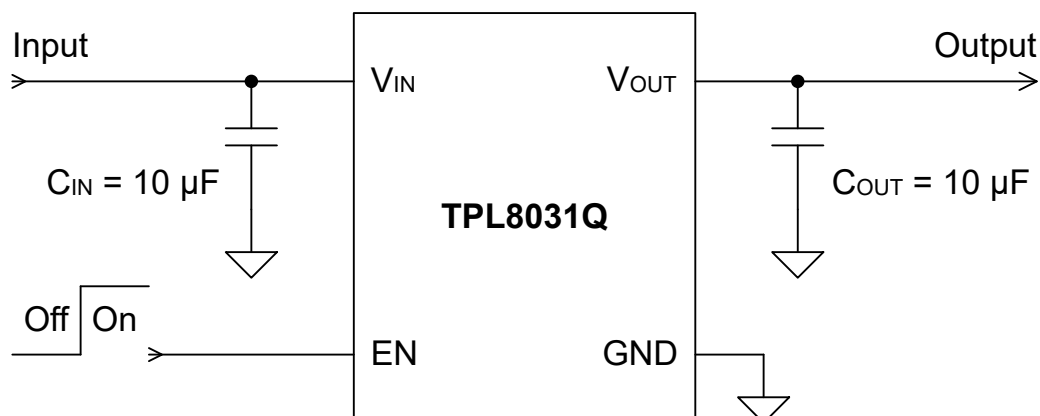 Input
Output
VIN
VOUT
CIN = 10 µF
COUT = 10 µF
TPL8031Q
Off
On
EN
GND